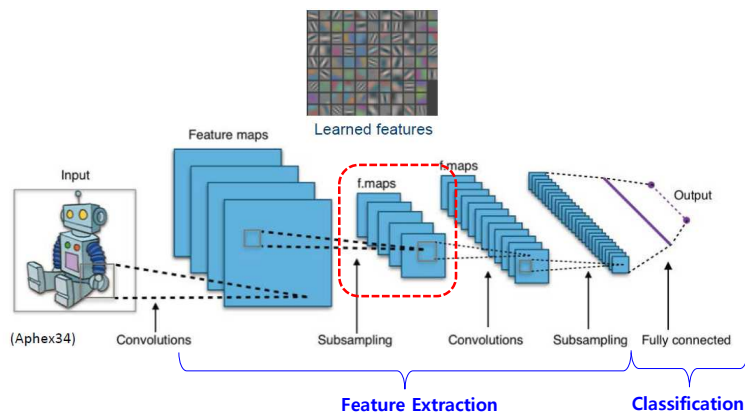 Learned features
Feature maps
Input
f.maps
f.maps
Output
(Aphex34)
Convolutions
Subsampling
Convolutions
Subsampling
Fully connected
Feature Extraction
Classification